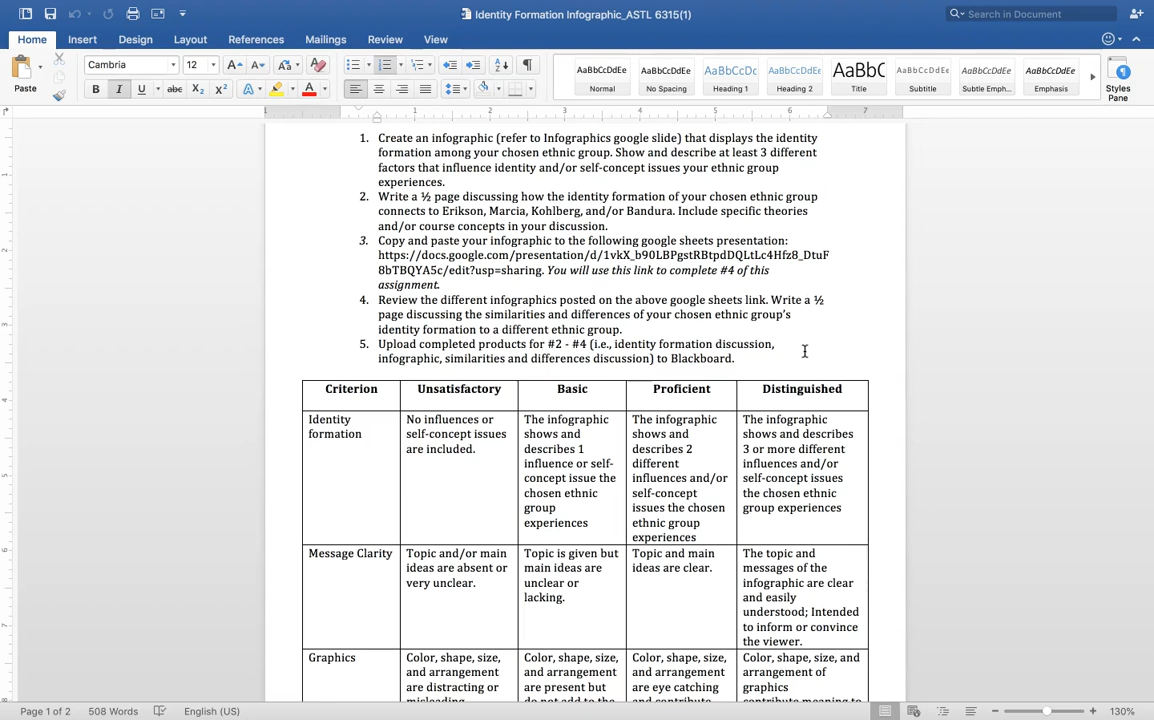 Identity Formation Infographic_ASTL 6315(1)
Search in Document
Home Insert Design Layout References Mailings Review View
Paste
Cambria 12
B I U abc X₂ X²
AaBbCcDdEe AaBbCcDdEe AaBbCcDc AaBbCcDdEe AaBbC AaBbCcDdEe AaBbCcDdEe AaBbCcDdEe
Normal No Spacing Heading 1 Heading 2 Title Subtitle Subtle Emph... Emphasis
Styles
Pane
1 2 3 4 5 6 7
1. Create an infographic (refer to Infographics google slide) that displays the identity
formation among your chosen ethnic group. Show and describe at least 3 different
factors that influence identity and/or self-concept issues your ethnic group
experiences.
2. Write a ½ page discussing how the identity formation of your chosen ethnic group
connects to Erikson, Marcia, Kohlberg, and/or Bandura. Include specific theories
and/or course concepts in your discussion.
3. Copy and paste your infographic to the following google sheets presentation:
https://docs.google.com/presentation/d/1vkX_b90LBPgstRBtpdDQLtLc4Hfz8_DtuF
8bTBQYA5c/edit?usp=sharing. You will use this link to complete #4 of this
assignment.
4. Review the different infographics posted on the above google sheets link. Write a ½
page discussing the similarities and differences of your chosen ethnic group's
identity formation to a different ethnic group.
5. Upload completed products for #2 - #4 (i.e., identity formation discussion,
infographic, similarities and differences discussion) to Blackboard.
Criterion Unsatisfactory Basic Proficient Distinguished
Identity
formation
No influences or
self-concept issues
are included.
The infographic
shows and
describes 1
influence or self-
concept issue the
chosen ethnic
group
experiences
The infographic
shows and
describes 2
different
influences and/or
self-concept
issues the chosen
ethnic group
experiences
The infographic
shows and describes
3 or more different
influences and/or
self-concept issues
the chosen ethnic
group experiences
Message Clarity
Topic and/or main
ideas are absent or
very unclear.
Topic is given but
main ideas are
unclear or
lacking.
Topic and main
ideas are clear.
The topic and
messages of the
infographic are clear
and easily
understood; Intended
to inform or convince
the viewer.
Graphics
Color, shape, size,
and arrangement
are distracting or
misleading
Color, shape, size,
and arrangement
are present but
do not add to the
Color, shape, size,
and arrangement
are eye catching
and contribute
Color, shape, size, and
arrangement of
graphics
contribute meaning to
Page 1 of 2 508 Words English (US) 130%